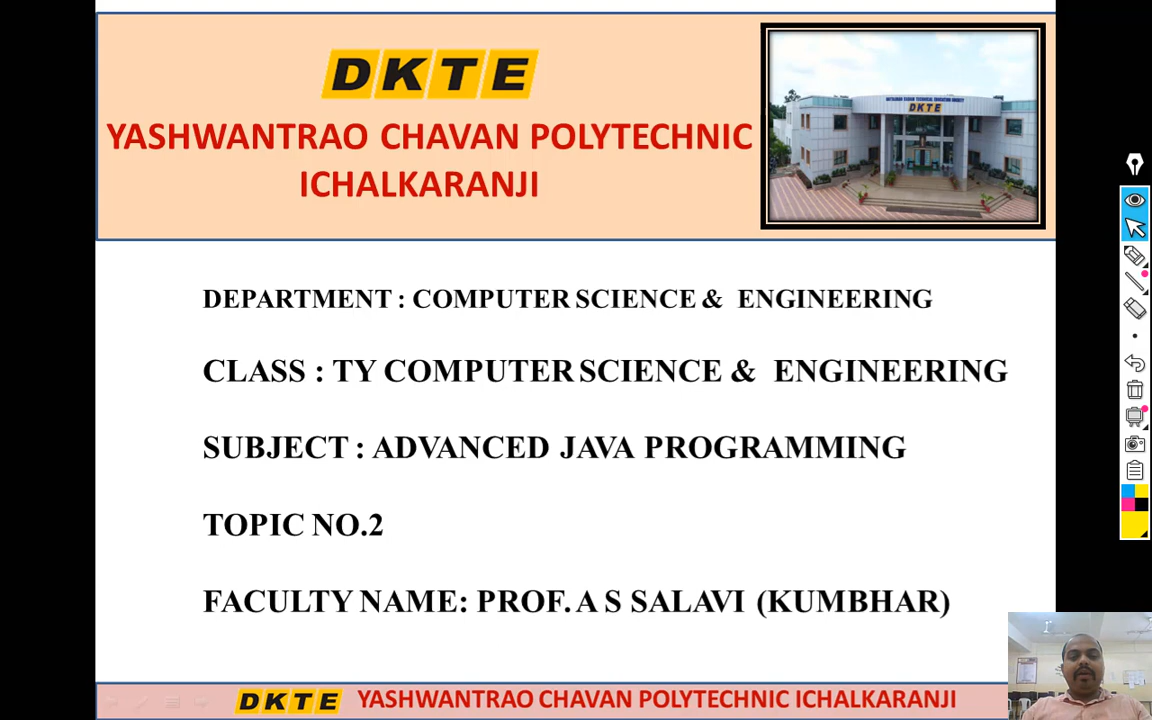 DKTE
YASHWANTRAO CHAVAN POLYTECHNIC
ICHALKARANJI
DKTE
DEPARTMENT : COMPUTER SCIENCE & ENGINEERING
CLASS : TY COMPUTER SCIENCE & ENGINEERING
SUBJECT : ADVANCED JAVA PROGRAMMING
TOPIC NO.2
FACULTY NAME: PROF. A S SALAVI (KUMBHAR)
DKTE YASHWANTRAO CHAVAN POLYTECHNIC ICHALKARANJI